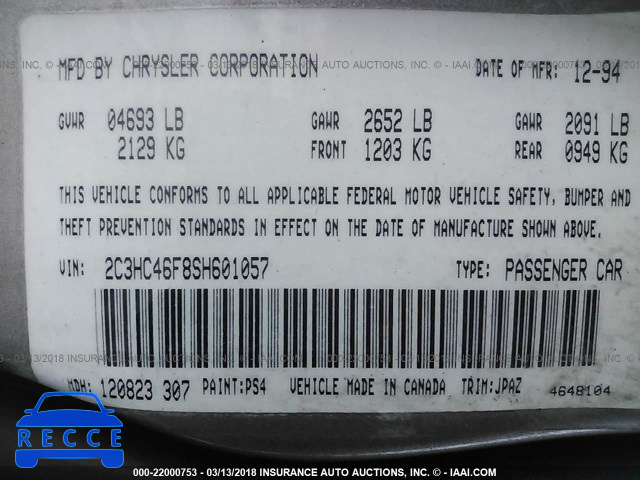 MFD BY CHRYSLER CORPORATION DATE OF MFR: 12-94
GVWR 04693 LB GAWR 2652 LB GAWR 2091 LB
2129 KG FRONT 1203 KG REAR 0949 KG
THIS VEHICLE CONFORMS TO ALL APPLICABLE FEDERAL MOTOR VEHICLE SAFETY, BUMPER AND
THEFT PREVENTION STANDARDS IN EFFECT ON THE DATE OF MANUFACTURE SHOWN ABOVE.
VIN: 2C3HC46F8SH601057 TYPE: PASSENGER CAR
MDH: 120823 307 PAINT:PS4 VEHICLE MADE IN CANADA TRIM:JPAZ 4648104
RECCE
000-22000753 - 03/13/2018 INSURANCE AUTO AUCTIONS, INC. - © IAAI.COM